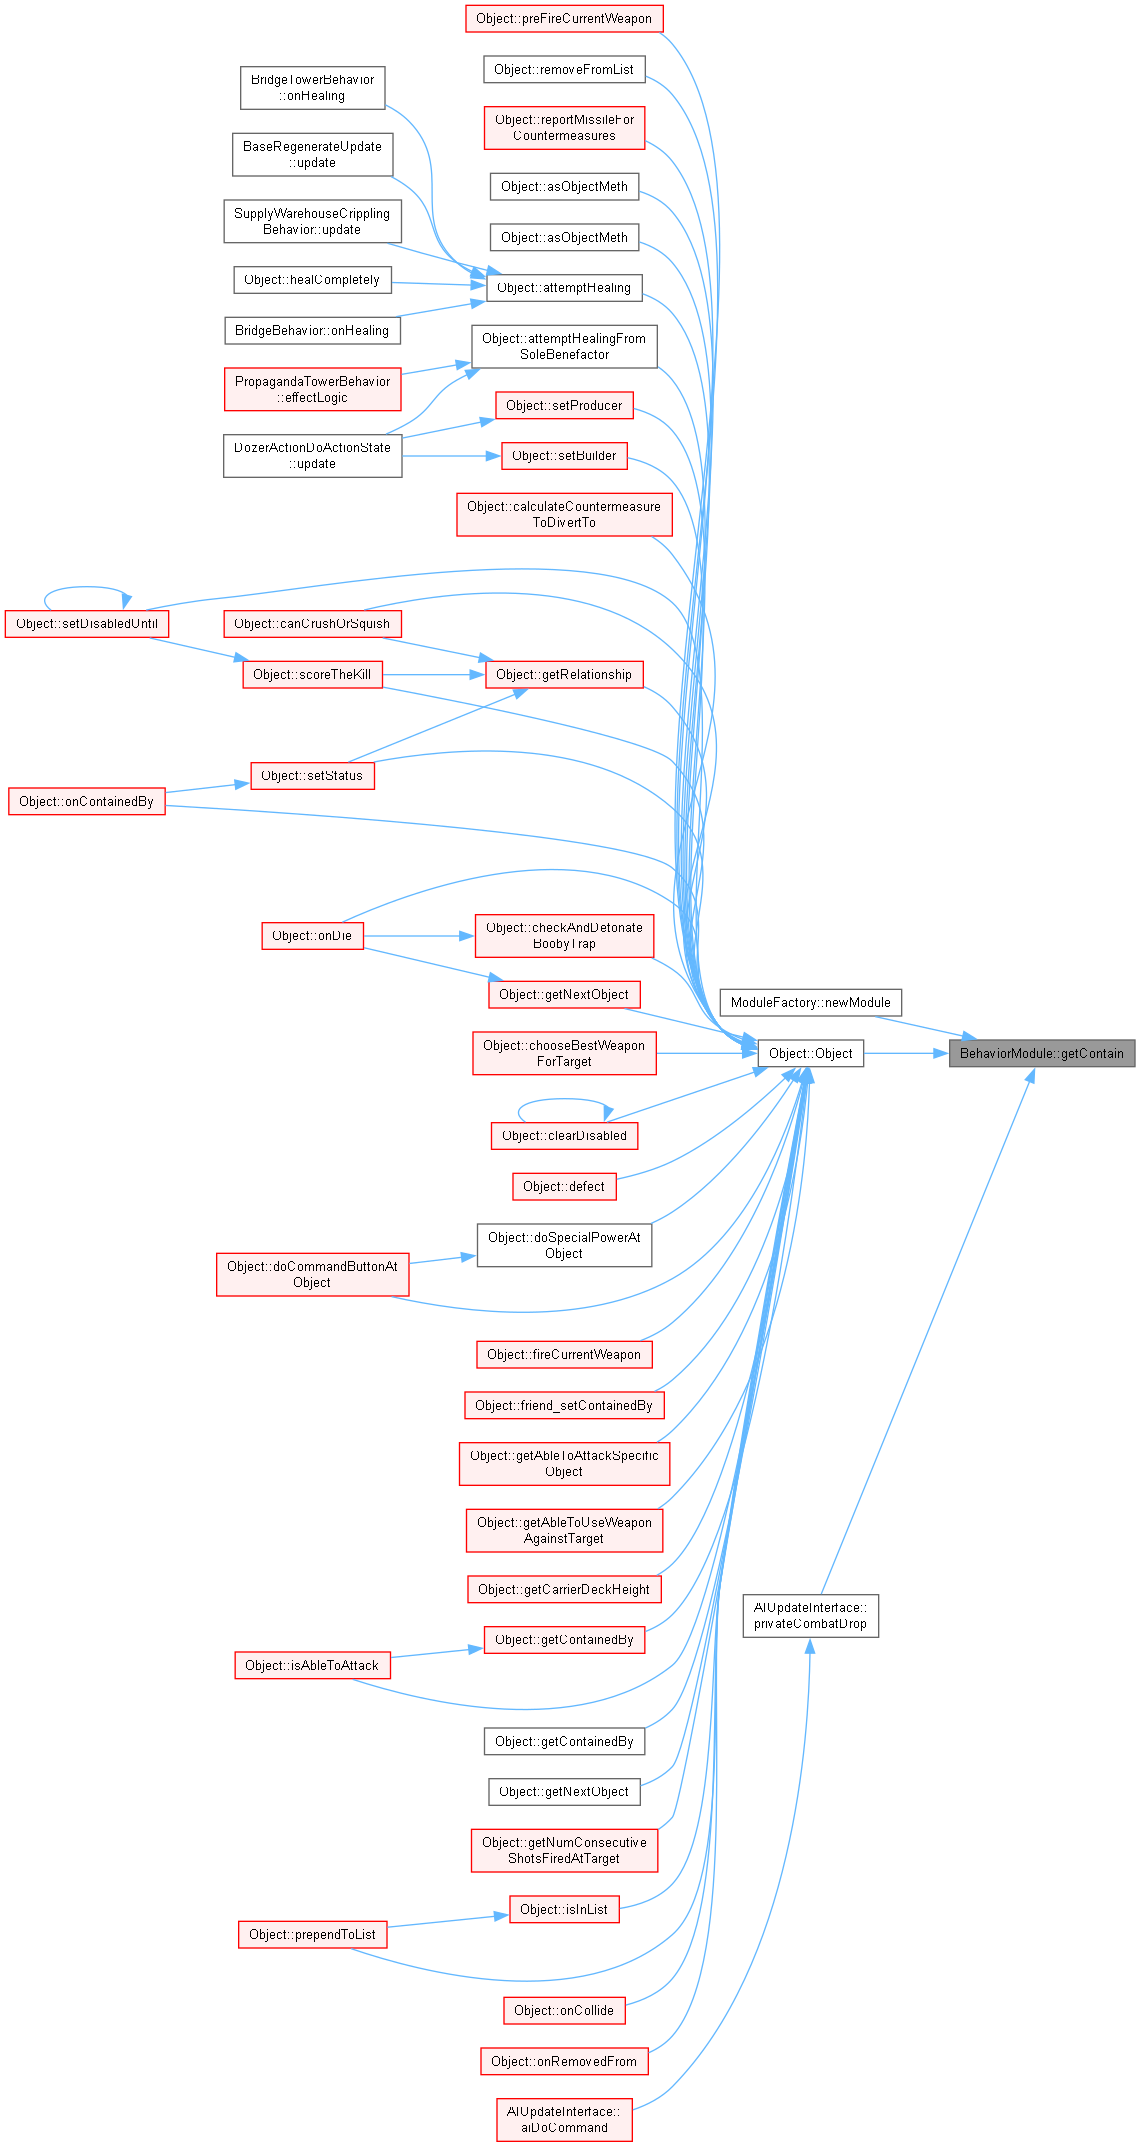 Object::preFireCurrentWeapon
Object::removeFromList
BridgeTowerBehavior
::onHealing
Object::reportMissileFor
Countermeasures
BaseRegenerateUpdate
::update
Object::asObjectMeth
SupplyWarehouseCrippling
Behavior::update
Object::asObjectMeth
Object::healCompletely
Object::attemptHealing
BridgeBehavior::onHealing
Object::attemptHealingFrom
SoleBenefactor
PropagandaTowerBehavior
::effectLogic
Object::setProducer
DozerActionDoActionState
::update
Object::setBuilder
Object::calculateCountermeasure
ToDivertTo
Object::setDisabledUntil
Object::canCrushOrSquish
Object::scoreTheKill
Object::getRelationship
Object::setStatus
Object::onContainedBy
Object::onDie
Object::checkAndDetonate
BoobyTrap
Object::getNextObject
ModuleFactory::newModule
Object::chooseBestWeapon
ForTarget
Object::Object
BehaviorModule::getContain
Object::clearDisabled
Object::defect
Object::doSpecialPowerAt
Object
Object::doCommandButtonAt
Object
Object::fireCurrentWeapon
Object::friend_setContainedBy
Object::getAbleToAttackSpecific
Object
Object::getAbleToUseWeapon
AgainstTarget
Object::getCarrierDeckHeight
AIUpdateInterface::
privateCombatDrop
Object::getContainedBy
Object::isAbleToAttack
Object::getContainedBy
Object::getNextObject
Object::getNumConsecutive
ShotsFiredAtTarget
Object::isInList
Object::prependToList
Object::onCollide
Object::onRemovedFrom
AIUpdateInterface::
aiDoCommand